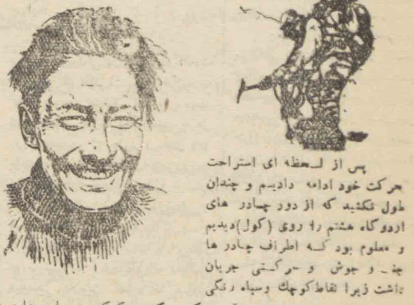 پس از لحظه ای استراحت
حرکت خود ادامه دادیم و چندان
طول نکشید که از دور چادر های
اردوگاه هشتم را روی (کول) دیدیم
و معلوم بود که اطراف چادر ها
جنب و جوش و حرکتی جریان
داشت زیرا نقاط کوچک وسیاه رنگی